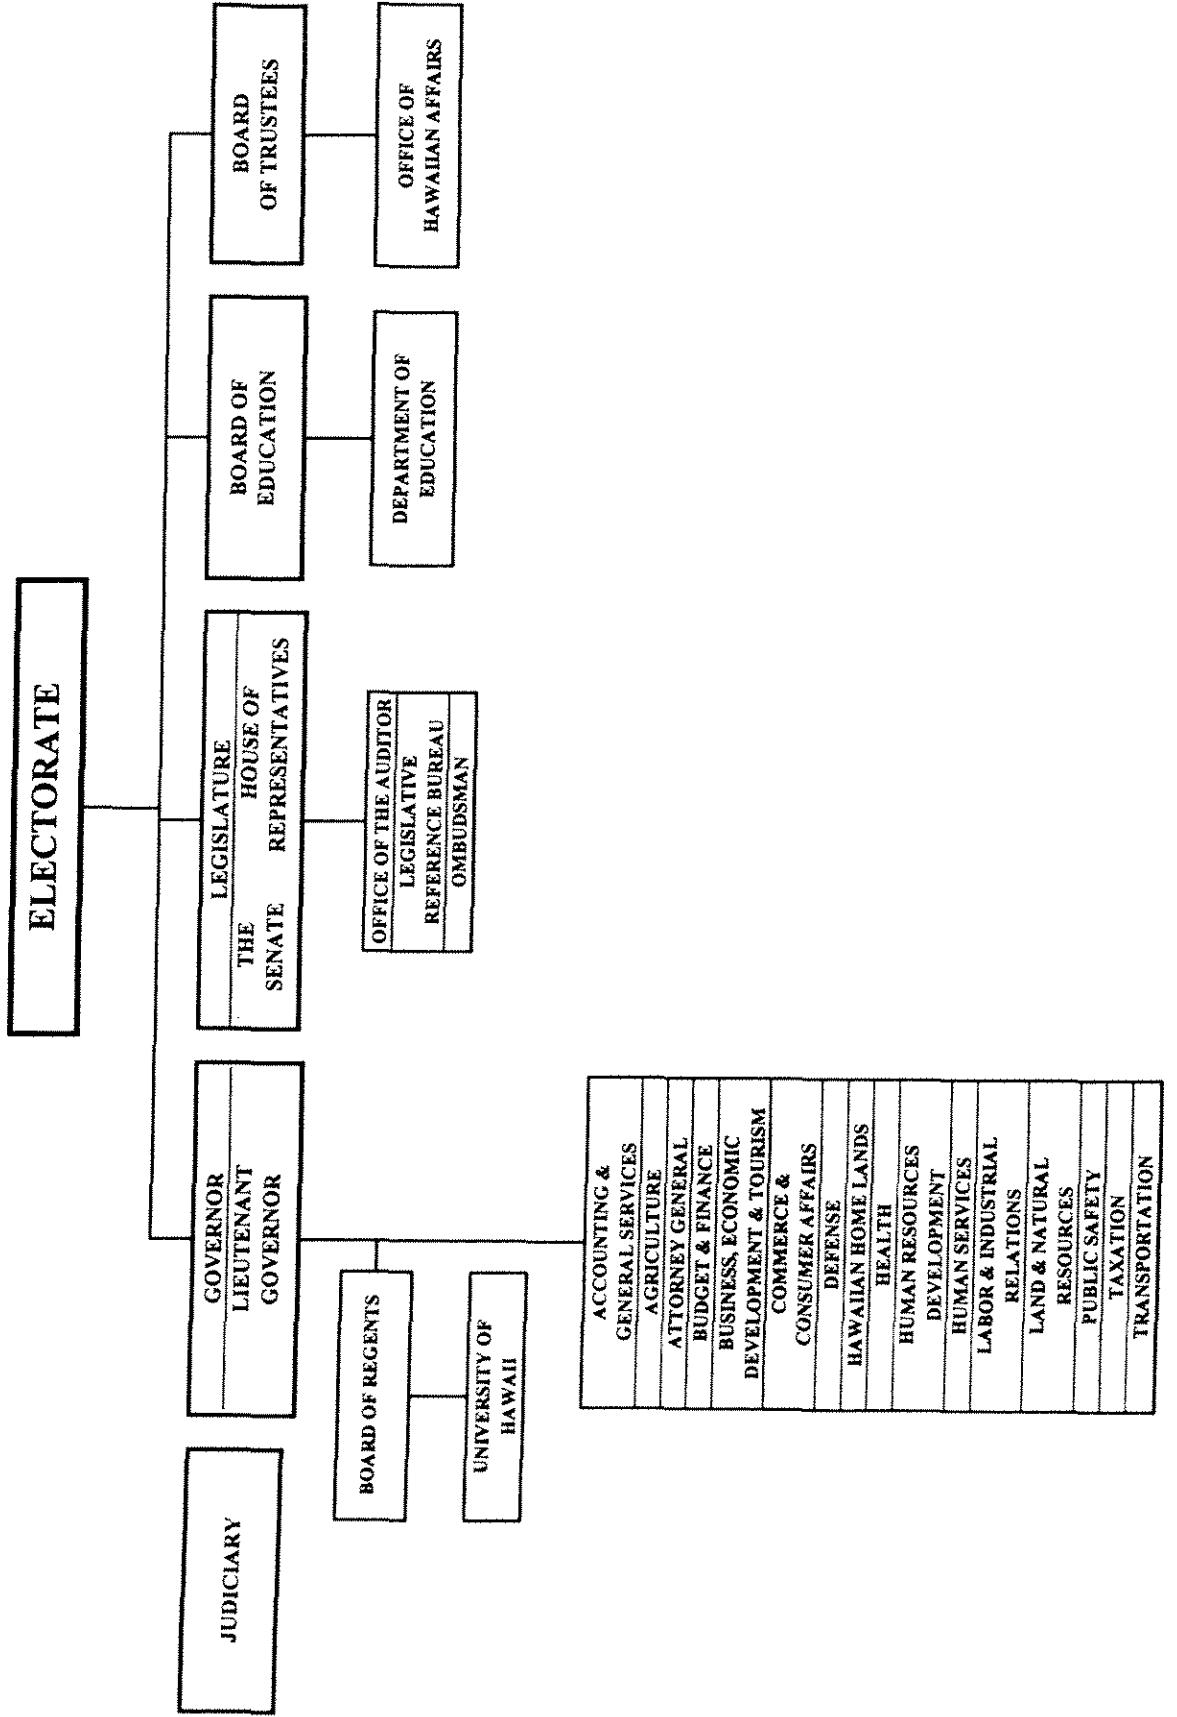 ELECTORATE
JUDICIARY
GOVERNOR
LIEUTENANT
GOVERNOR
LEGISLATURE
THE
SENATE
HOUSE OF
REPRESENTATIVES
BOARD OF
EDUCATION
BOARD
OF TRUSTEES
BOARD OF REGENTS
UNIVERSITY OF
HAWAII
OFFICE OF THE AUDITOR
LEGISLATIVE
REFERENCE BUREAU
OMBUDSMAN
DEPARTMENT OF
EDUCATION
OFFICE OF
HAWAIIAN AFFAIRS
ACCOUNTING &
GENERAL SERVICES
AGRICULTURE
ATTORNEY GENERAL
BUDGET & FINANCE
BUSINESS, ECONOMIC
DEVELOPMENT & TOURISM
COMMERCE &
CONSUMER AFFAIRS
DEFENSE
HAWAIIAN HOME LANDS
HEALTH
HUMAN RESOURCES
DEVELOPMENT
HUMAN SERVICES
LABOR & INDUSTRIAL
RELATIONS
LAND & NATURAL
RESOURCES
PUBLIC SAFETY
TAXATION
TRANSPORTATION